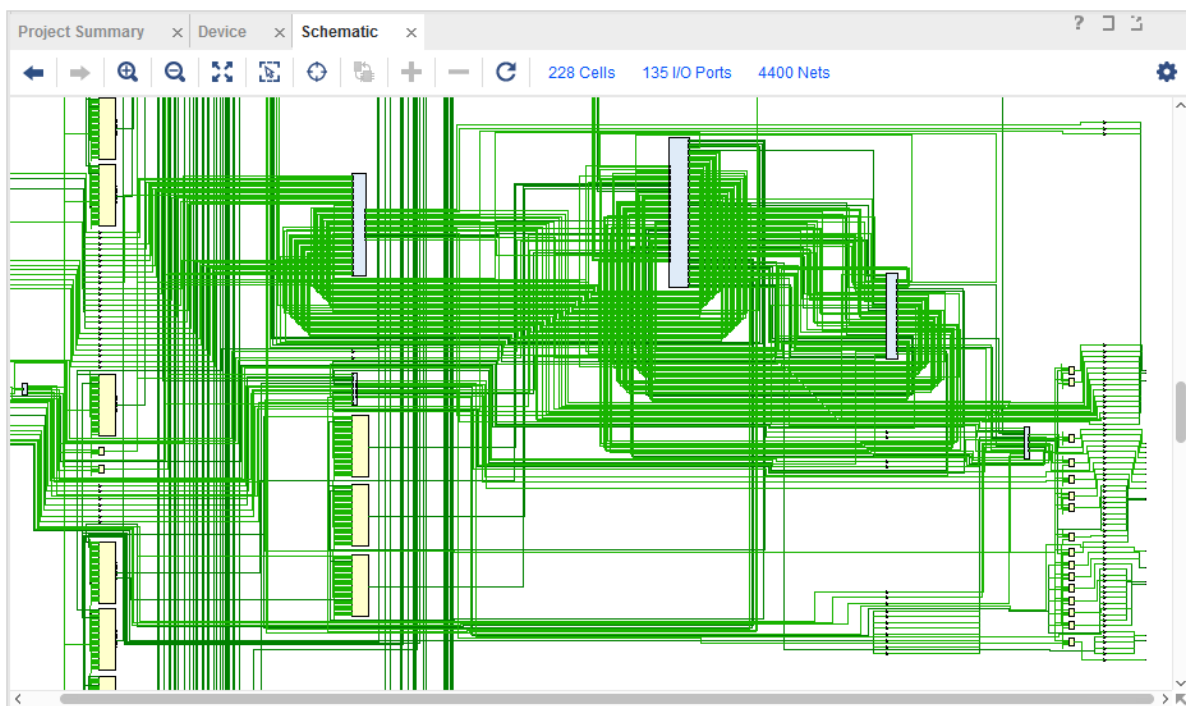 Project Summary × Device × Schematic ×
?
228 Cells 135 I/O Ports 4400 Nets